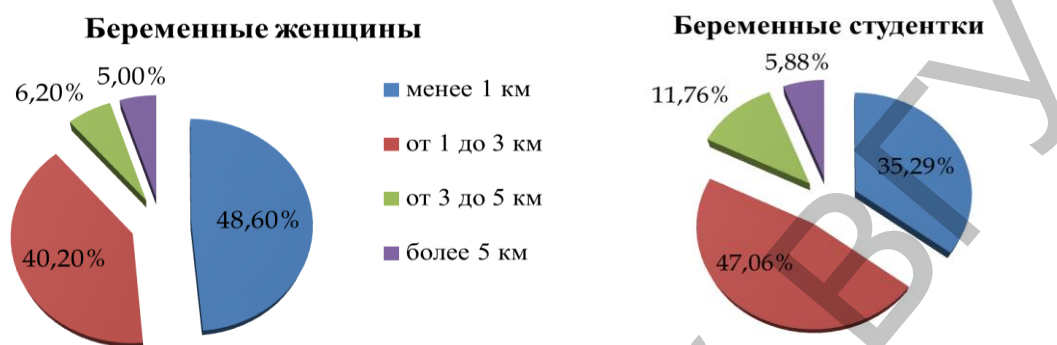 Беременные женщины
5,00%
6,20%
48,60%
40,20%
менее 1 км
от 1 до 3 км
от 3 до 5 км
более 5 км
Беременные студентки
5,88%
11,76%
35,29%
47,06%
ВГУ